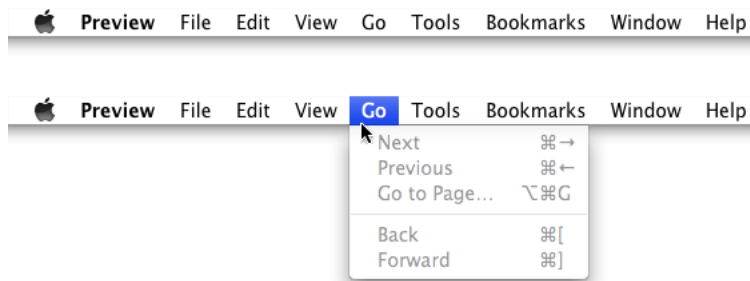 Preview File Edit View Go Tools Bookmarks Window Help
Preview File Edit View Go Tools Bookmarks Window Help
Next ⌘→
Previous ⌘←
Go to Page... ⌥⌘G
Back ⌘[
Forward ⌘]